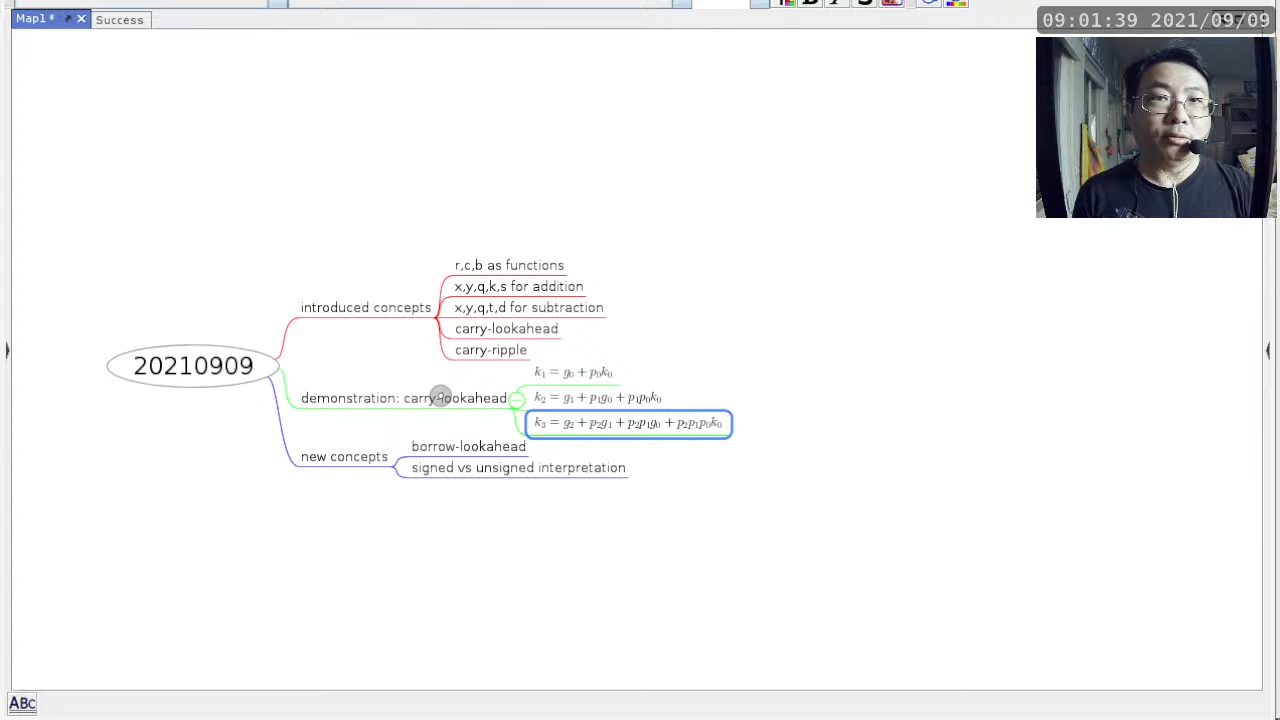 Map1 *
Success
09:01:39 2021/09/09
20210909
introduced concepts
r,c,b as functions
x,y,q,k,s for addition
x,y,q,t,d for subtraction
carry-lookahead
carry-ripple
demonstration: carry-lookahead
k₁ = g₀ + p₀k₀
k₂ = g₁ + p₁g₀ + p₁p₀k₀
k₃ = g₂ + p₂g₁ + p₂p₁g₀ + p₂p₁p₀k₀
new concepts
borrow-lookahead
signed vs unsigned interpretation
ABC